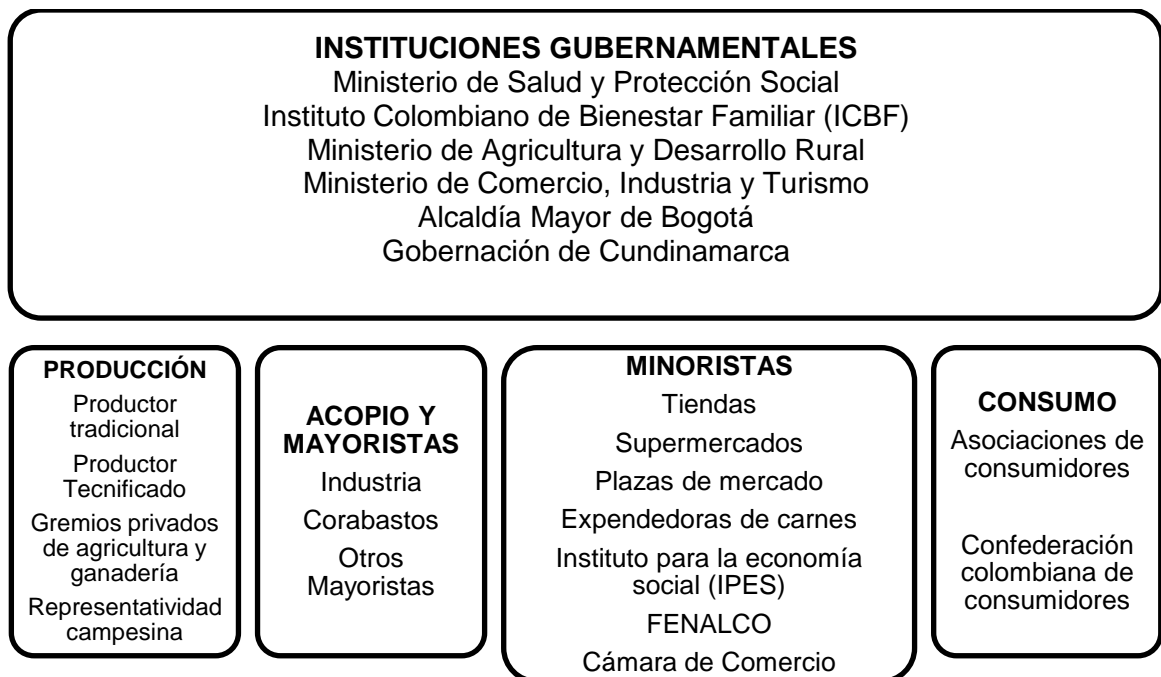 INSTITUCIONES GUBERNAMENTALES
Ministerio de Salud y Protección Social
Instituto Colombiano de Bienestar Familiar (ICBF)
Ministerio de Agricultura y Desarrollo Rural
Ministerio de Comercio, Industria y Turismo
Alcaldía Mayor de Bogotá
Gobernación de Cundinamarca
PRODUCCIÓN
Productor
tradicional
Productor
Tecnificado
Gremios privados
de agricultura y
ganadería
Representatividad
campesina
ACOPIO Y
MAYORISTAS
Industria
Corabastos
Otros
Mayoristas
MINORISTAS
Tiendas
Supermercados
Plazas de mercado
Expendedoras de carnes
Instituto para la economía
social (IPES)
FENALCO
Cámara de Comercio
CONSUMO
Asociaciones de
consumidores
Confederación
colombiana de
consumidores